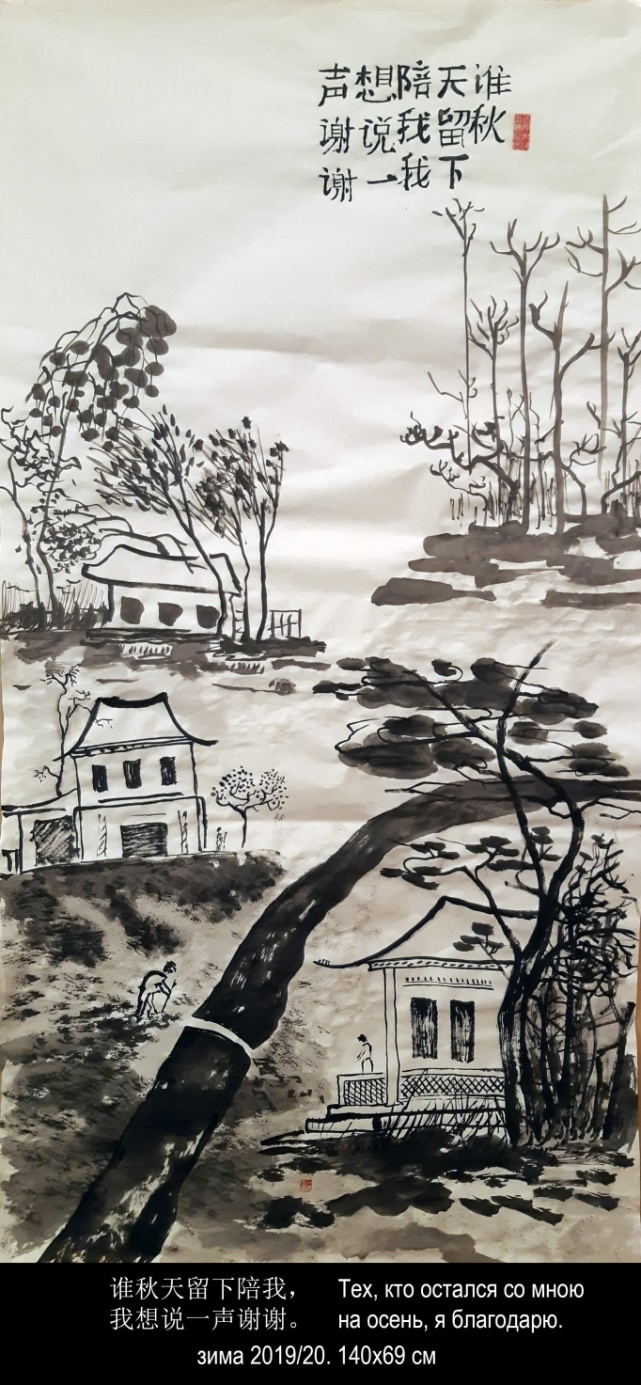 谁秋
天留下
陪我我
想说一
声谢谢
谁秋天留下陪我，
我想说一声谢谢。
Тех, кто остался со мною
на осень, я благодарю.
зима 2019/20. 140х69 см